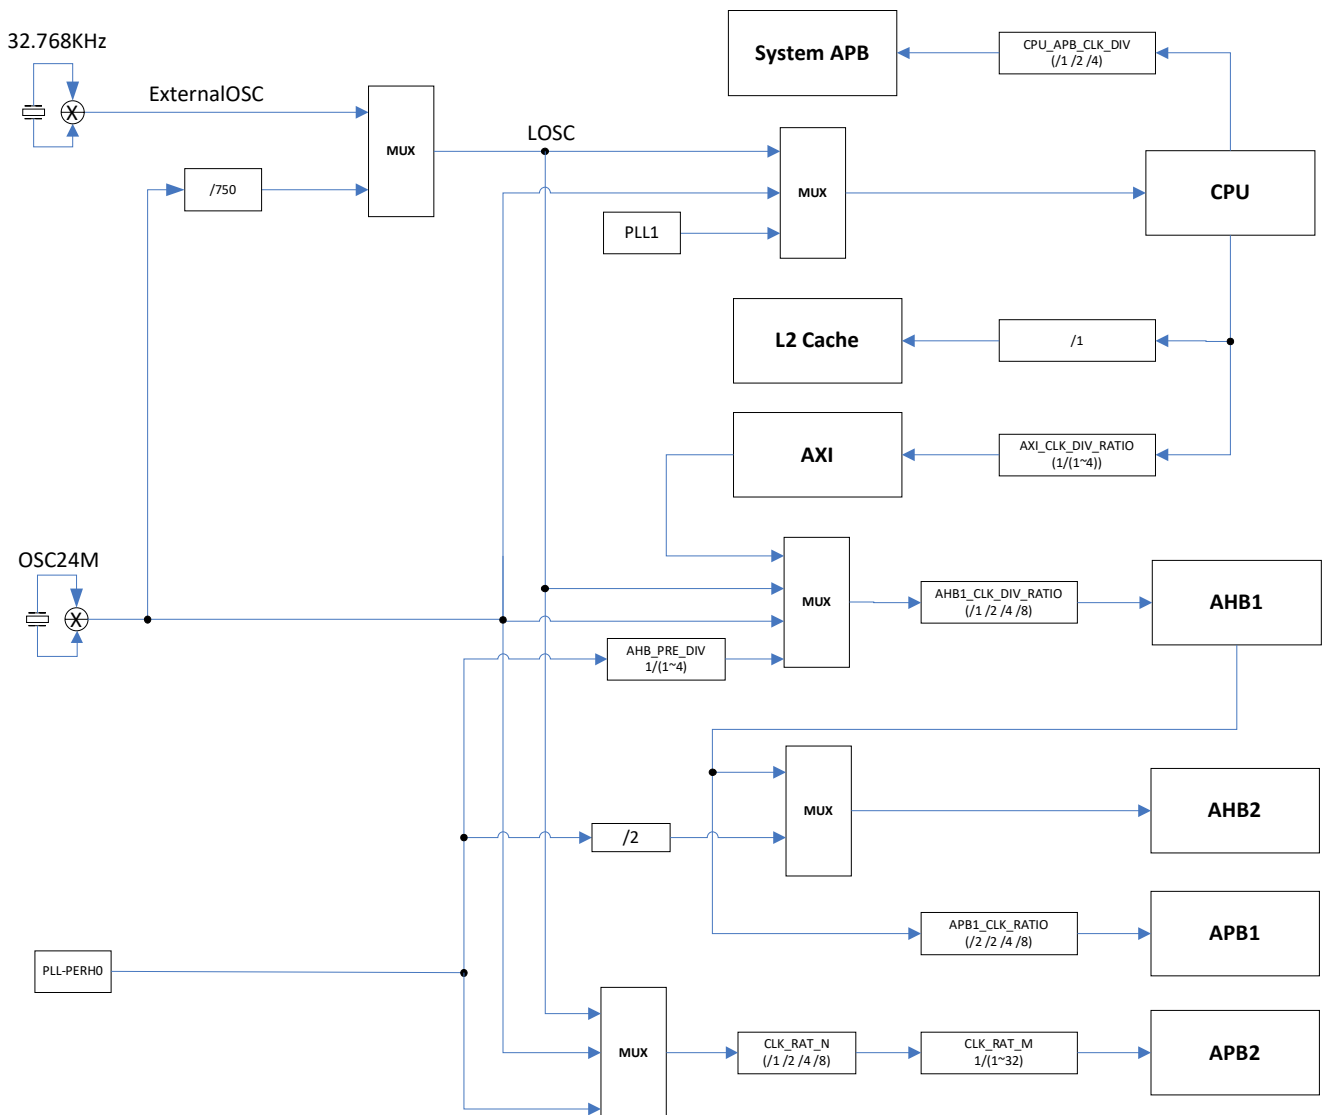 32.768KHz
ExternalOSC
MUX
/750
LOSC
MUX
PLL1
System APB
CPU_APB_CLK_DIV
(/1 /2 /4)
CPU
L2 Cache
/1
AXI
AXI_CLK_DIV_RATIO
(1/(1~4))
OSC24M
MUX
AHB_PRE_DIV
1/(1~4)
AHB1_CLK_DIV_RATIO
(/1 /2 /4 /8)
AHB1
MUX
/2
AHB2
APB1_CLK_RATIO
(/2 /2 /4 /8)
APB1
PLL-PERH0
MUX
CLK_RAT_N
(/1 /2 /4 /8)
CLK_RAT_M
1/(1~32)
APB2